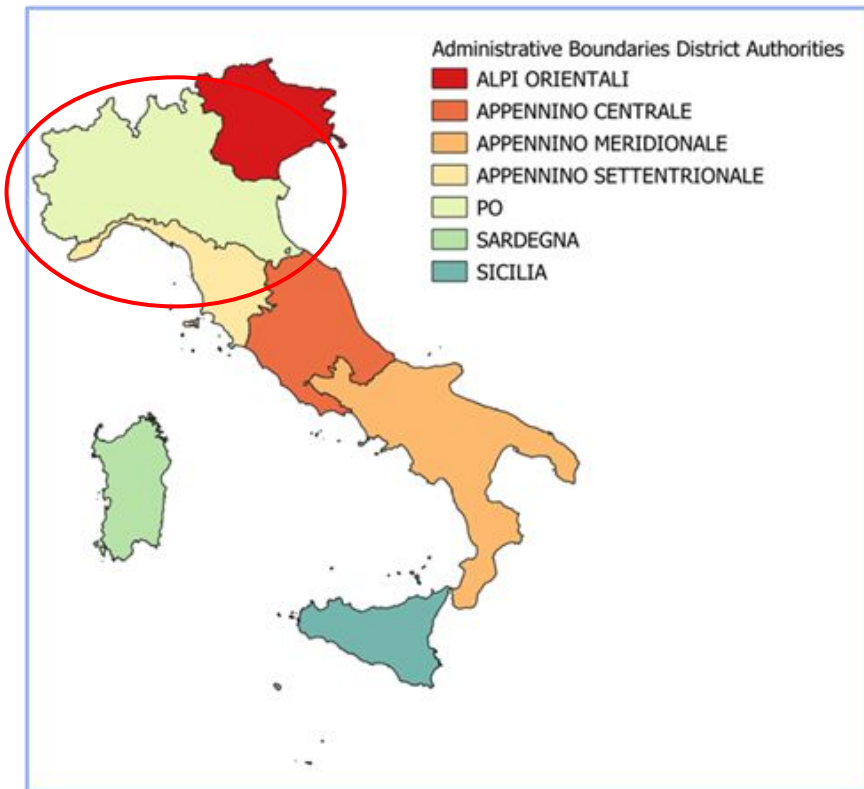 Administrative Boundaries District Authorities
ALPI ORIENTALI
APPENNINO CENTRALE
APPENNINO MERIDIONALE
APPENNINO SETTENTRIONALE
PO
SARDEGNA
SICILIA